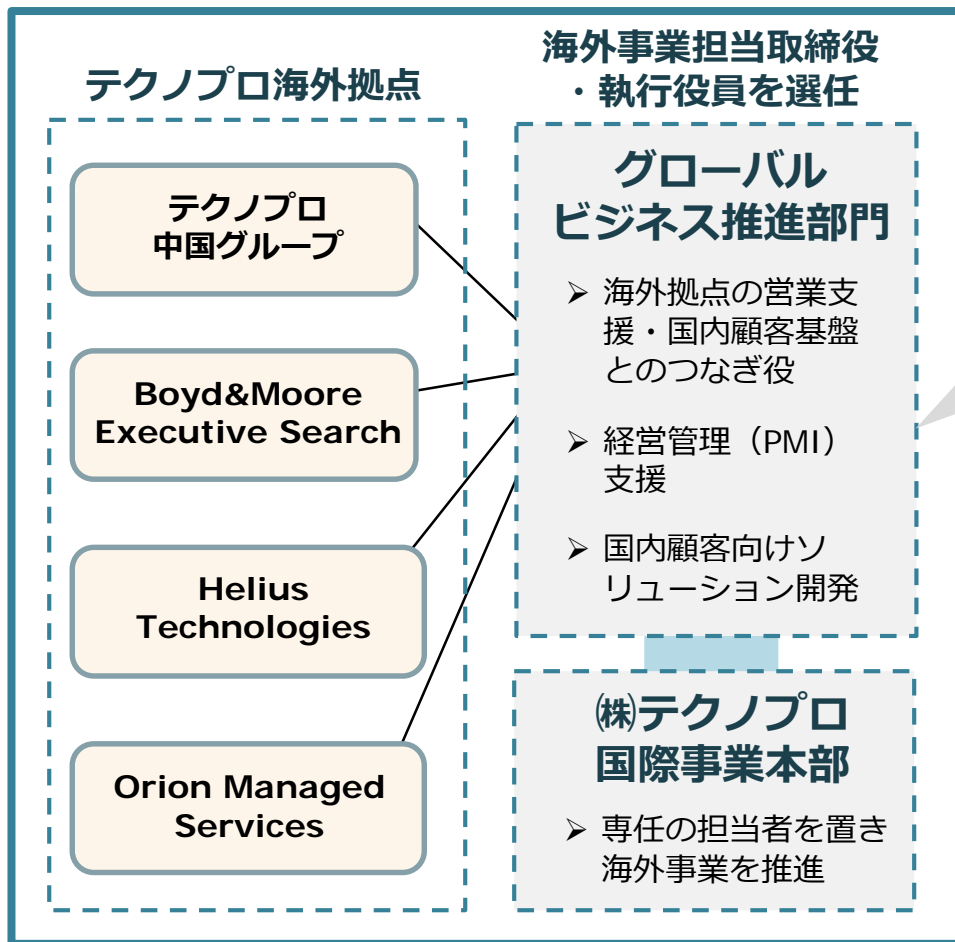 テクノプロ海外拠点
テクノプロ
中国グループ
Boyd&Moore
Executive Search
Helius
Technologies
Orion Managed
Services
海外事業担当取締役
・執行役員を選任
グローバル
ビジネス推進部門
➢ 海外拠点の営業支
援・国内顧客基盤
とのつなぎ役
➢ 経営管理（PMI）
支援
➢ 国内顧客向けソ
リューション開発
㈱テクノプロ
国際事業本部
➢ 専任の担当者を置き
海外事業を推進